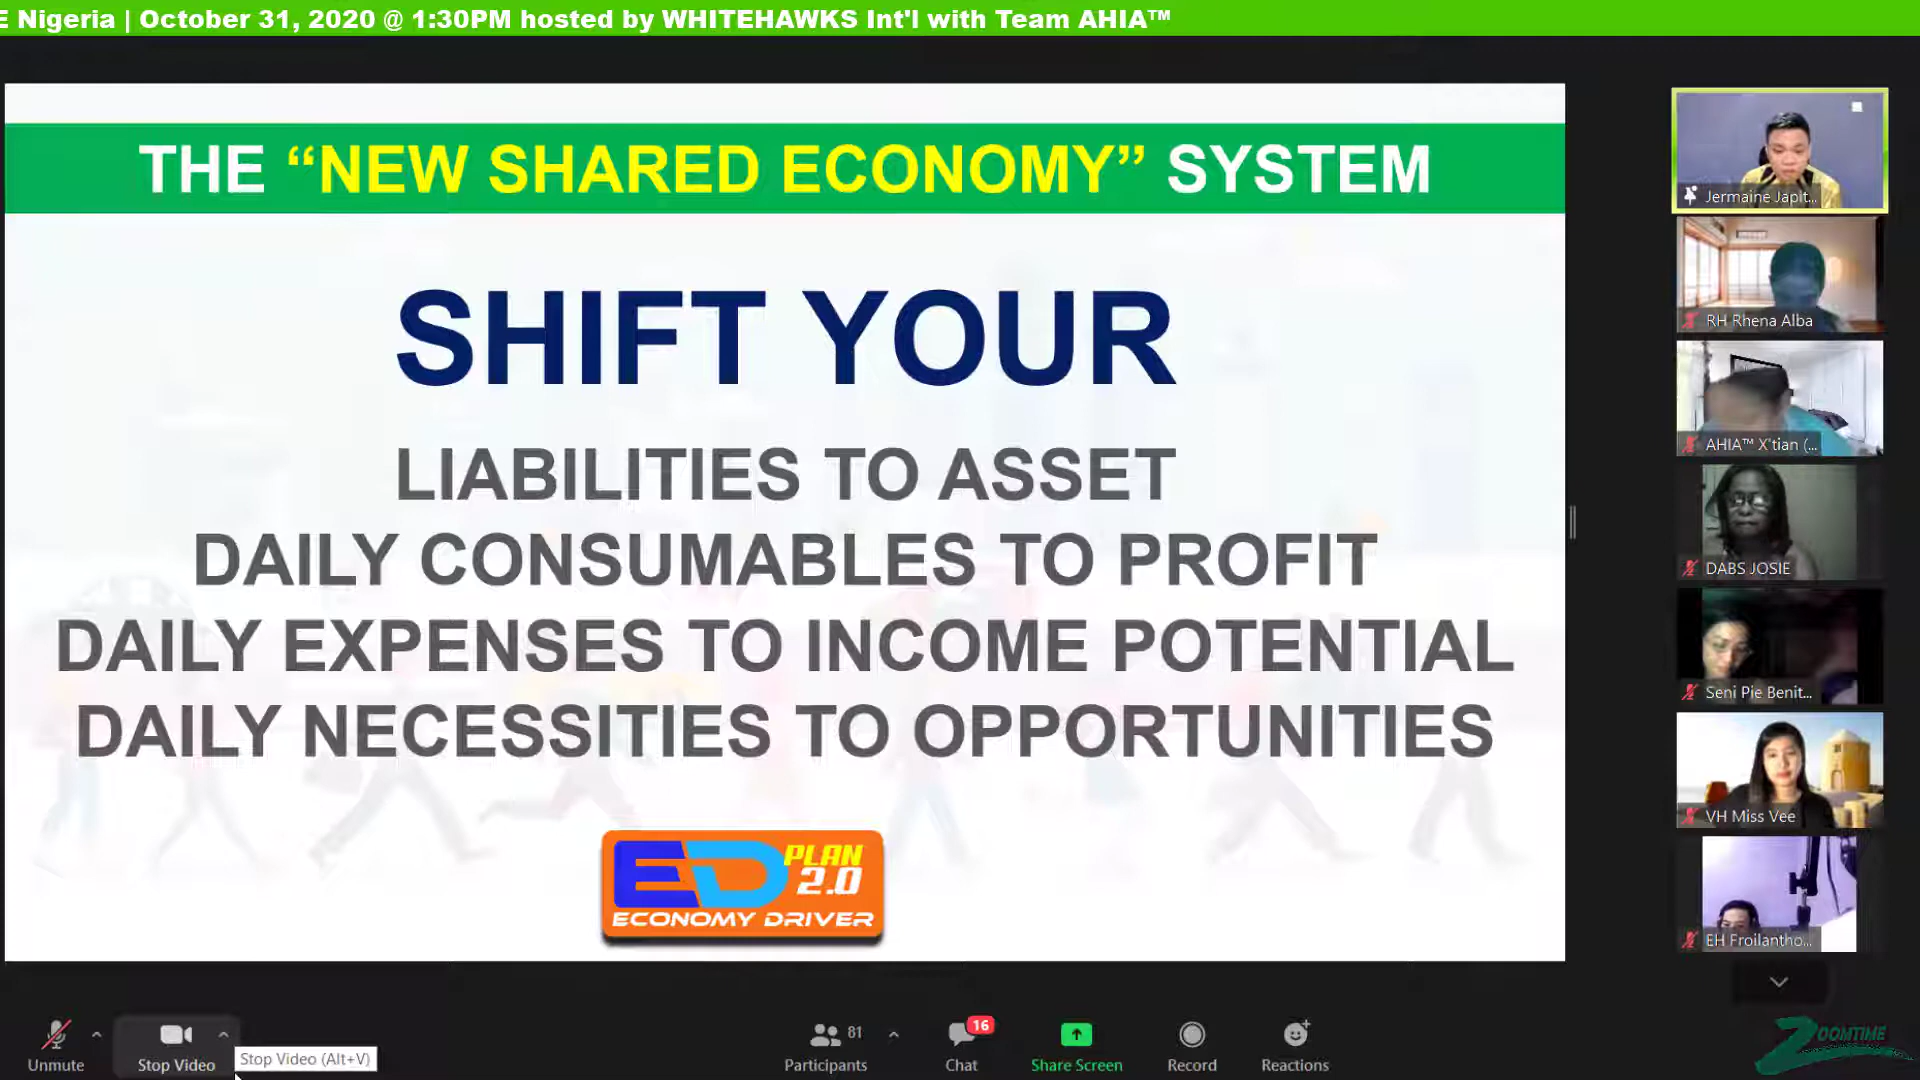 E Nigeria | October 31, 2020 @ 1:30PM hosted by WHITEHAWKS Int'l with Team AHIA™
THE “NEW SHARED ECONOMY” SYSTEM
SHIFT YOUR
LIABILITIES TO ASSET
DAILY CONSUMABLES TO PROFIT
DAILY EXPENSES TO INCOME POTENTIAL
DAILY NECESSITIES TO OPPORTUNITIES
ED PLAN 2.0
ECONOMY DRIVER
Jermaine Japit...
RH Rhena Alba
AHIA™ X'tian (...
DABS JOSIE
Seni Pie Benit...
VH Miss Vee
EH Froilantho...
Unmute
Stop Video
Stop Video (Alt+V)
81
Participants
16
Chat
Share Screen
Record
Reactions
ZOOMTIME